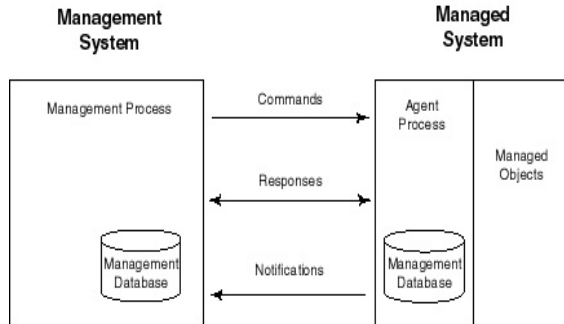 Management
System
Managed
System
Management Process
Commands
Agent
Process
Managed
Objects
Responses
Management
Database
Notifications
Management
Database